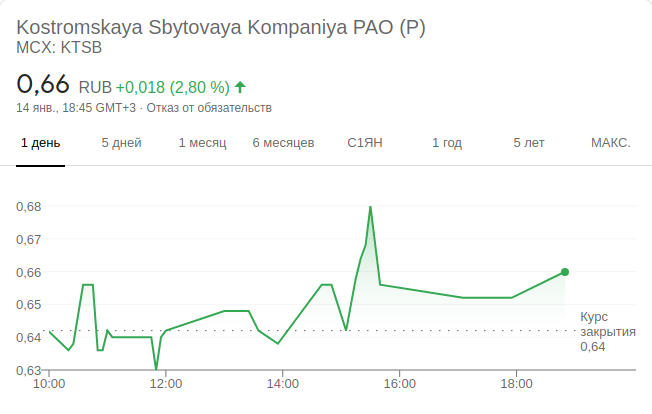 Kostromskaya Sbytovaya Kompaniya PAO (P)
MCX: KTSB
0,66 RUB +0,018 (2,80 %)
14 янв., 18:45 GMT+3 · Отказ от обязательств
1 день 5 дней 1 месяц 6 месяцев С1ЯН 1 год 5 лет МАКС.
0,68
0,67
0,66
0,65
0,64
0,63
Курс
закрытия
0,64
10:00 12:00 14:00 16:00 18:00